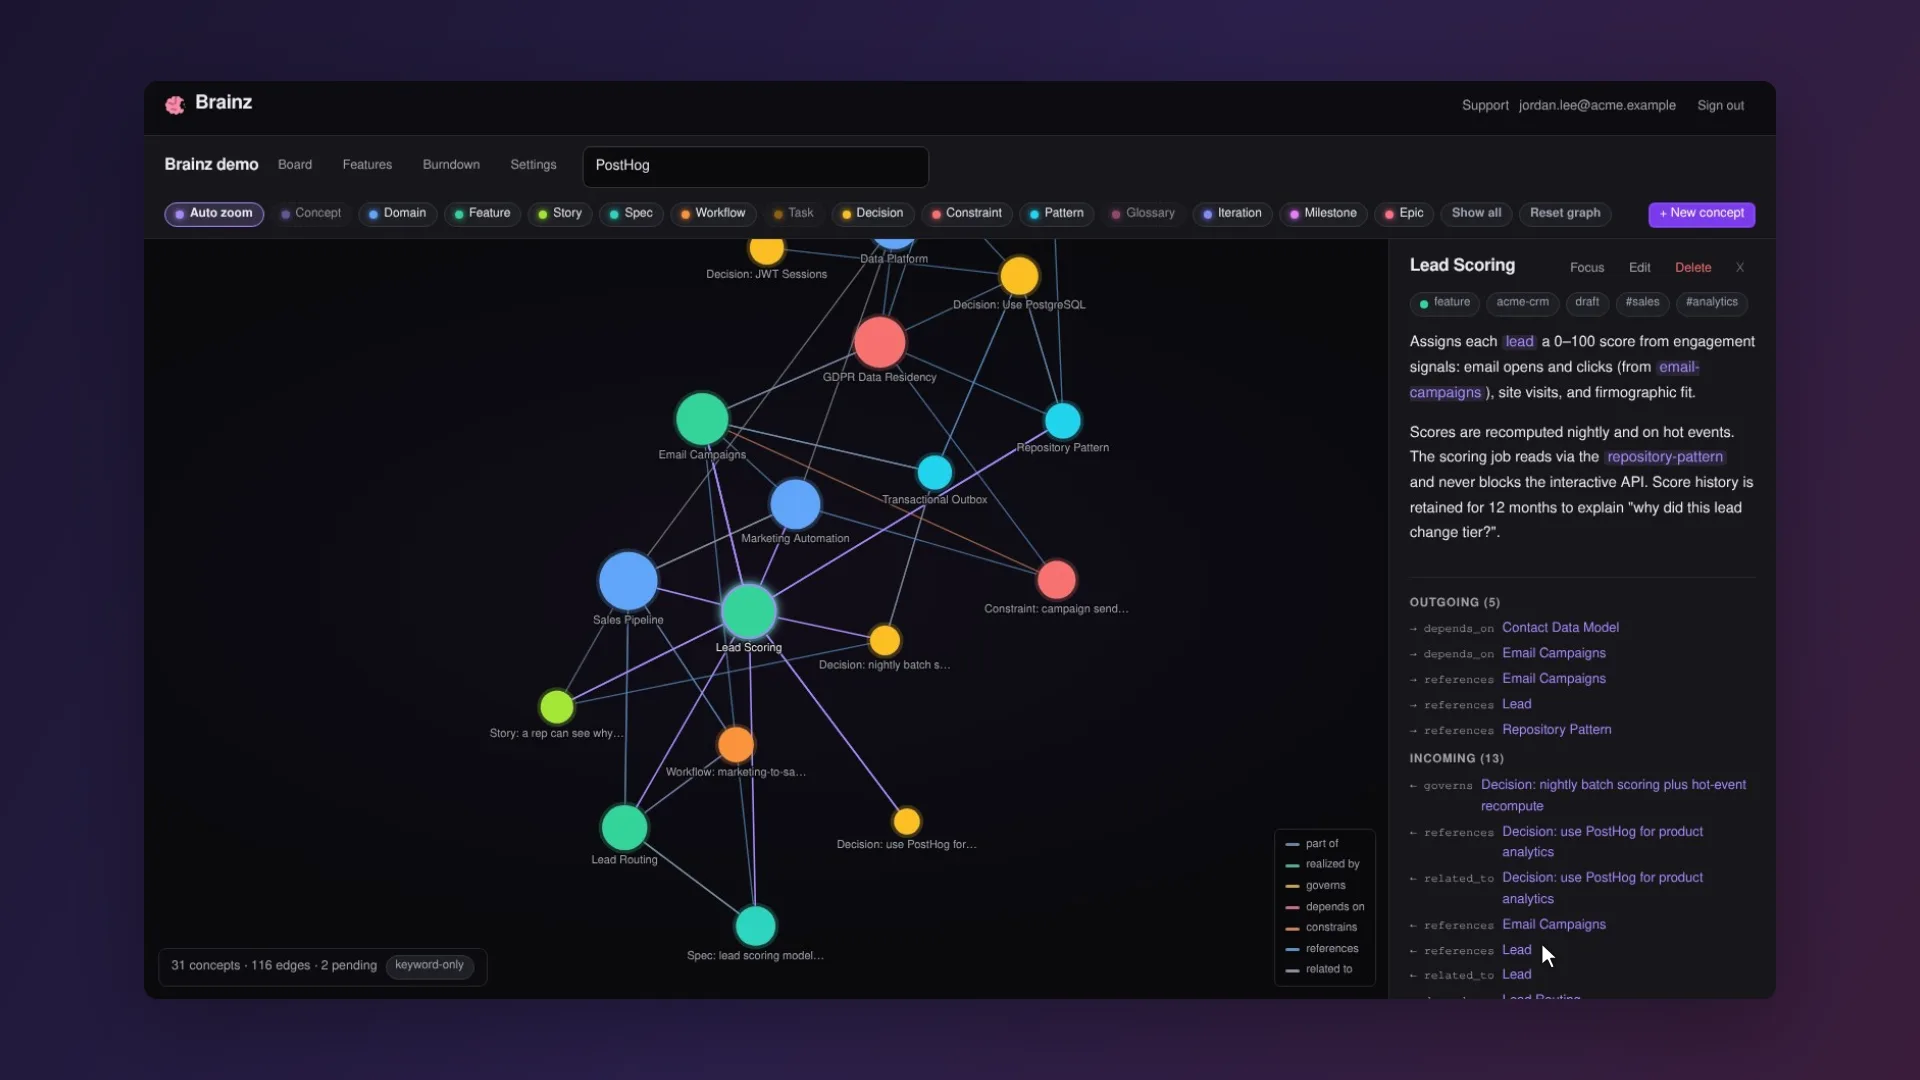 Brainz
Support jordan.lee@acme.example Sign out
Brainz demo Board Features Burndown Settings PostHog
Auto zoom Concept Domain Feature Story Spec Workflow Task Decision Constraint Pattern Glossary Iteration Milestone Epic Show all Reset graph + New concept
Decision: JWT Sessions
Data Platform
Decision: Use PostgreSQL
GDPR Data Residency
Email Campaigns
Repository Pattern
Transactional Outbox
Marketing Automation
Constraint: campaign send…
Sales Pipeline
Lead Scoring
Decision: nightly batch s…
Story: a rep can see why…
Workflow: marketing-to-sa…
Lead Routing
Decision: use PostHog for…
Spec: lead scoring model…
31 concepts · 116 edges · 2 pending keyword-only
part of
realized by
governs
depends on
constrains
references
related to
Lead Scoring Focus Edit Delete X
feature acme-crm draft #sales #analytics
Assigns each lead a 0–100 score from engagement
signals: email opens and clicks (from email-
campaigns ), site visits, and firmographic fit.
Scores are recomputed nightly and on hot events.
The scoring job reads via the repository-pattern
and never blocks the interactive API. Score history is
retained for 12 months to explain "why did this lead
change tier?".
OUTGOING (5)
→ depends_on Contact Data Model
→ depends_on Email Campaigns
→ references Email Campaigns
→ references Lead
→ references Repository Pattern
INCOMING (13)
← governs Decision: nightly batch scoring plus hot-event
recompute
← references Decision: use PostHog for product
analytics
← related_to Decision: use PostHog for product
analytics
← references Email Campaigns
← references Lead
← related_to Lead
Lead Routing